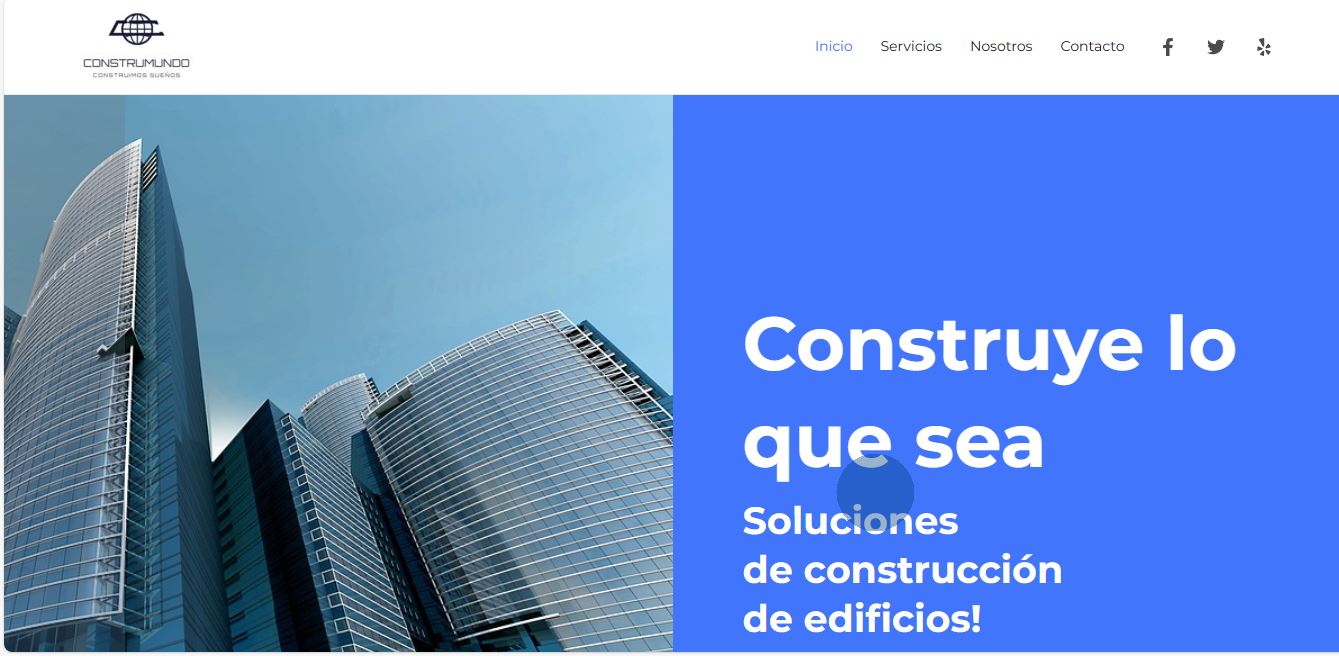 CONSTRUMUNDO
CONSTRUIMOS SUEÑOS
Inicio Servicios Nosotros Contacto
Construye lo
que sea
Soluciones
de construcción
de edificios!